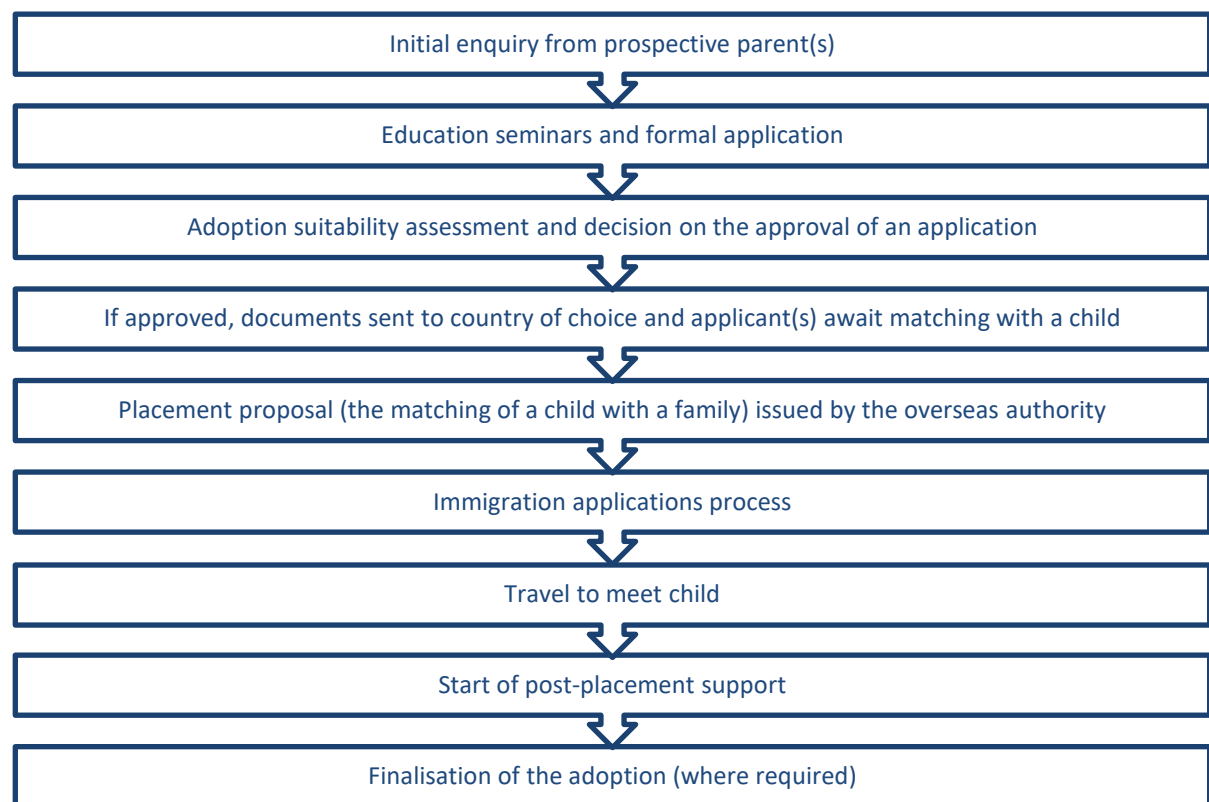 Initial enquiry from prospective parent(s)
Education seminars and formal application
Adoption suitability assessment and decision on the approval of an application
If approved, documents sent to country of choice and applicant(s) await matching with a child
Placement proposal (the matching of a child with a family) issued by the overseas authority
Immigration applications process
Travel to meet child
Start of post-placement support
Finalisation of the adoption (where required)